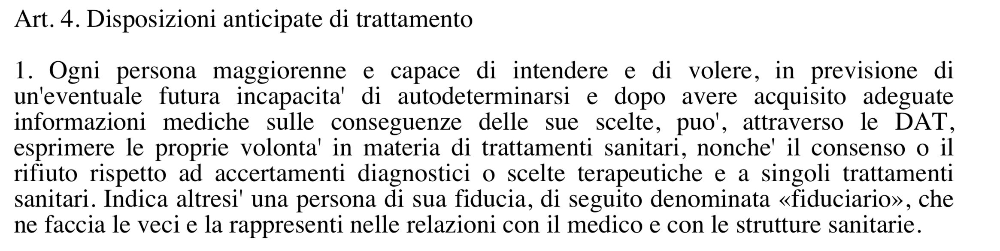 Art. 4. Disposizioni anticipate di trattamento
1. Ogni persona maggiorenne e capace di intendere e di volere, in previsione di
un'eventuale futura incapacita' di autodeterminarsi e dopo avere acquisito adeguate
informazioni mediche sulle conseguenze delle sue scelte, puo', attraverso le DAT,
esprimere le proprie volonta' in materia di trattamenti sanitari, nonche' il consenso o il
rifiuto rispetto ad accertamenti diagnostici o scelte terapeutiche e a singoli trattamenti
sanitari. Indica altresi' una persona di sua fiducia, di seguito denominata «fiduciario», che
ne faccia le veci e la rappresenti nelle relazioni con il medico e con le strutture sanitarie.